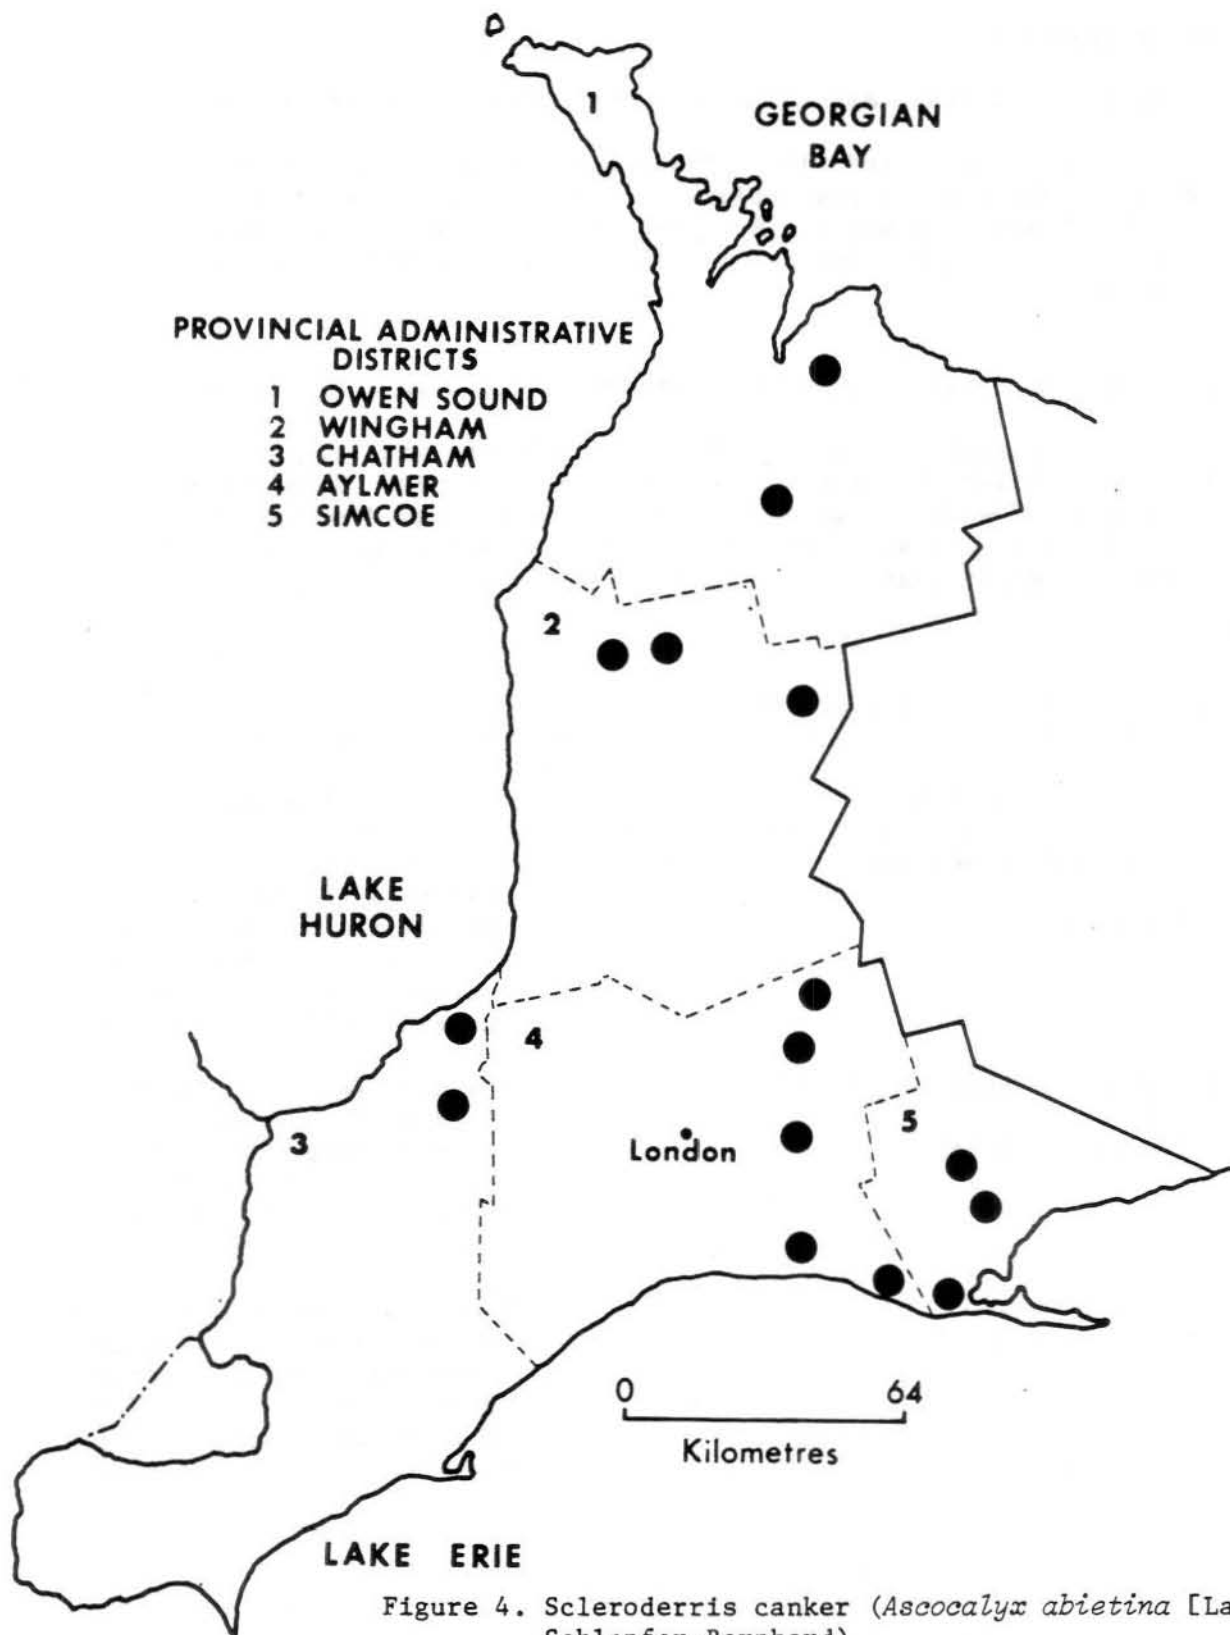 1
GEORGIAN
BAY
PROVINCIAL ADMINISTRATIVE
DISTRICTS
1 OWEN SOUND
2 WINGHAM
3 CHATHAM
4 AYLMER
5 SIMCOE
2
LAKE
HURON
4
5
3
London
0 64
Kilometres
LAKE ERIE
Figure 4. Scleroderris canker (Ascocalyx abietina [La